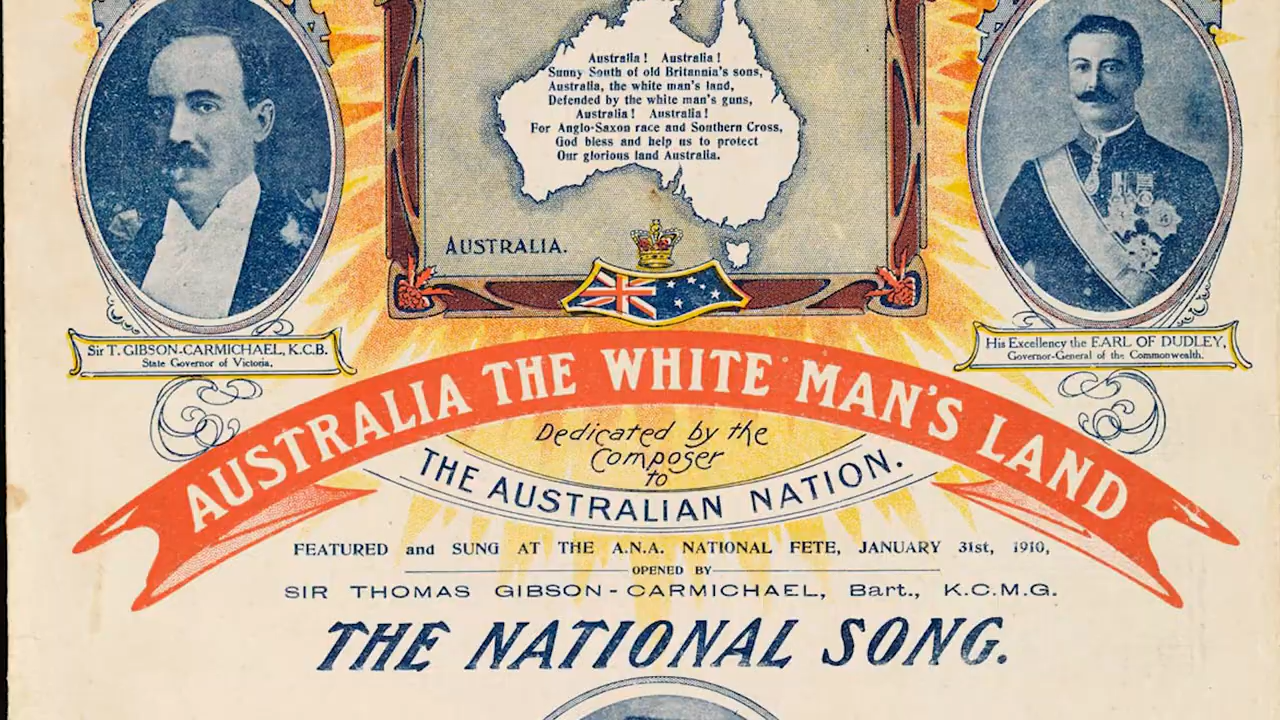 Australia! Australia!
Sunny South of old Britannia's sons,
Australia, the white man's land,
Defended by the white man's guns,
Australia! Australia!
For Anglo-Saxon race and Southern Cross,
God bless and help us to protect
Our glorious land Australia.
AUSTRALIA.
Sir T. GIBSON-CARMICHAEL, K.C.B.
State Governor of Victoria.
His Excellency the EARL OF DUDLEY,
Governor-General of the Commonwealth.
AUSTRALIA THE WHITE MAN'S LAND
Dedicated by the
Composer
to
THE AUSTRALIAN NATION.
FEATURED and SUNG AT THE A.N.A. NATIONAL FETE, JANUARY 31st, 1910,
OPENED BY
SIR THOMAS GIBSON-CARMICHAEL, Bart., K.C.M.G.
THE NATIONAL SONG.